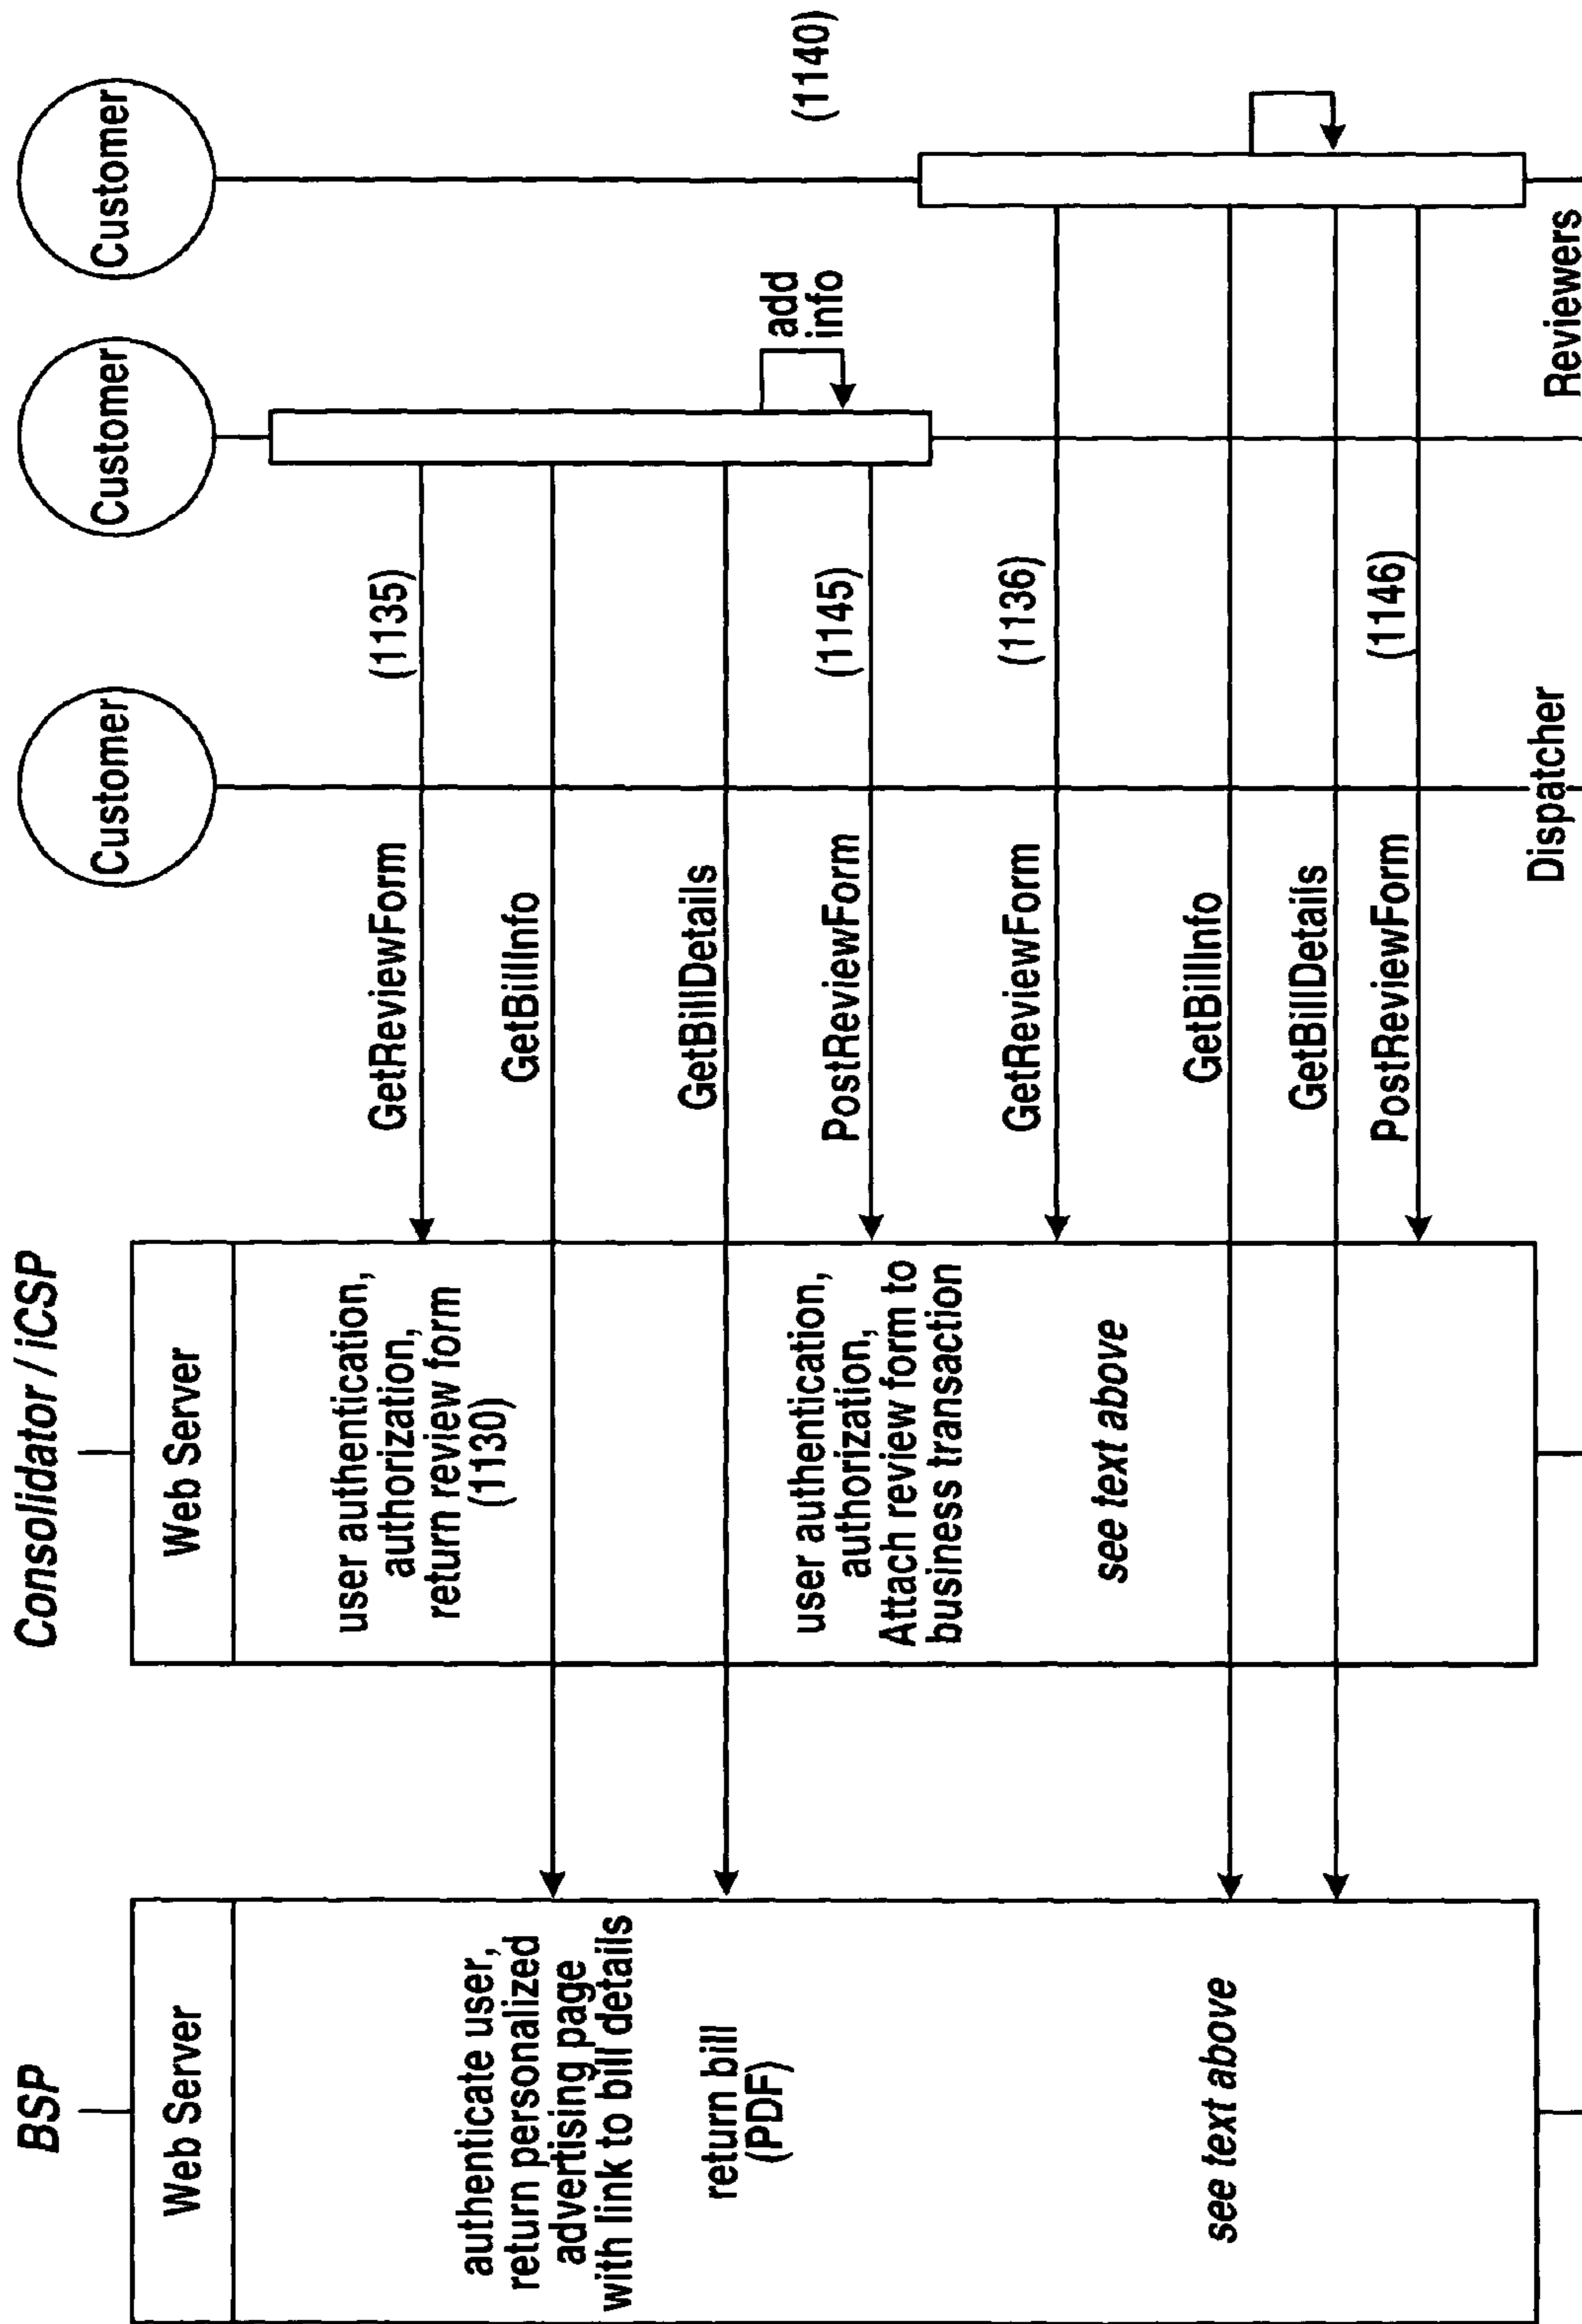 BSP
Consolidator / iCSP
Customer
Customer
Customer
Web Server
Web Server
user authentication,
authorization,
return review form
(1130)
GetReviewForm
(1135)
authenticate user,
return personalized
advertising page
with link to bill details
GetBillInfo
return bill
(PDF)
GetBillDetails
add
info
(1140)
user authentication,
authorization,
Attach review form to
business transaction
PostReviewForm
(1145)
see text above
GetReviewForm
(1136)
see text above
GetBillInfo
GetBillDetails
PostReviewForm
(1146)
Dispatcher
Reviewers